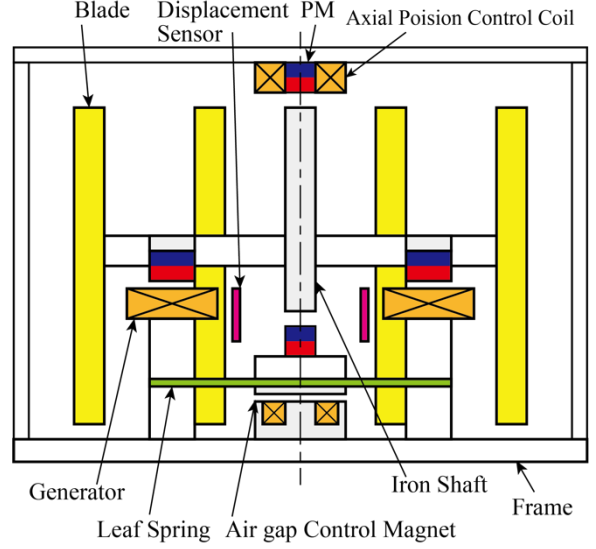 Blade
Displacement
Sensor
PM
Axial Poision Control Coil
Generator
Leaf Spring
Air gap Control Magnet
Iron Shaft
Frame